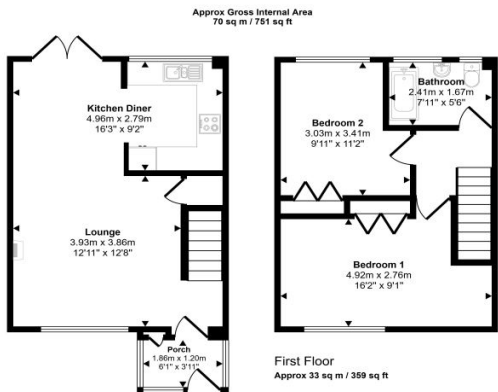 Approx Gross Internal Area
70 sq m / 751 sq ft
Kitchen Diner
4.96m x 2.79m
16'3" x 9'2"
Lounge
3.93m x 3.86m
12'11" x 12'8"
Porch
1.86m x 1.20m
6'1" x 3'11"
Bathroom
2.41m x 1.67m
7'11" x 5'6"
Bedroom 2
3.03m x 3.41m
9'11" x 11'2"
Bedroom 1
4.92m x 2.76m
16'2" x 9'1"
First Floor
Approx 33 sq m / 359 sq ft